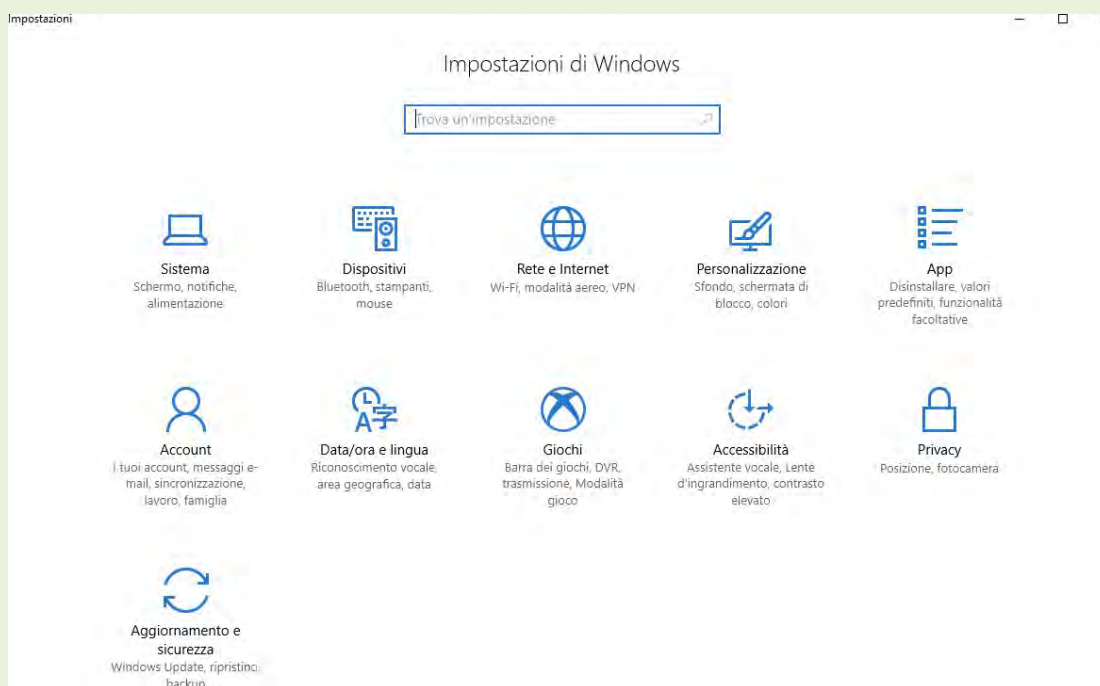 Impostazioni
Impostazioni di Windows
Trova un'impostazione
Sistema
Schermo, notifiche,
alimentazione
Dispositivi
Bluetooth, stampanti,
mouse
Rete e Internet
Wi-Fi, modalità aereo, VPN
Personalizzazione
Sfondo, schermata di
blocco, colori
App
Disinstallare, valori
predefiniti, funzionalità
facoltative
Account
I tuoi account, messaggi e-
mail, sincronizzazione,
lavoro, famiglia
Data/ora e lingua
Riconoscimento vocale,
area geografica, data
Giochi
Barra dei giochi, DVR,
trasmissione, Modalità
gioco
Accessibilità
Assistente vocale, Lente
d'ingrandimento, contrasto
elevato
Privacy
Posizione, fotocamera
Aggiornamento e
sicurezza
Windows Update, ripristino,
backup